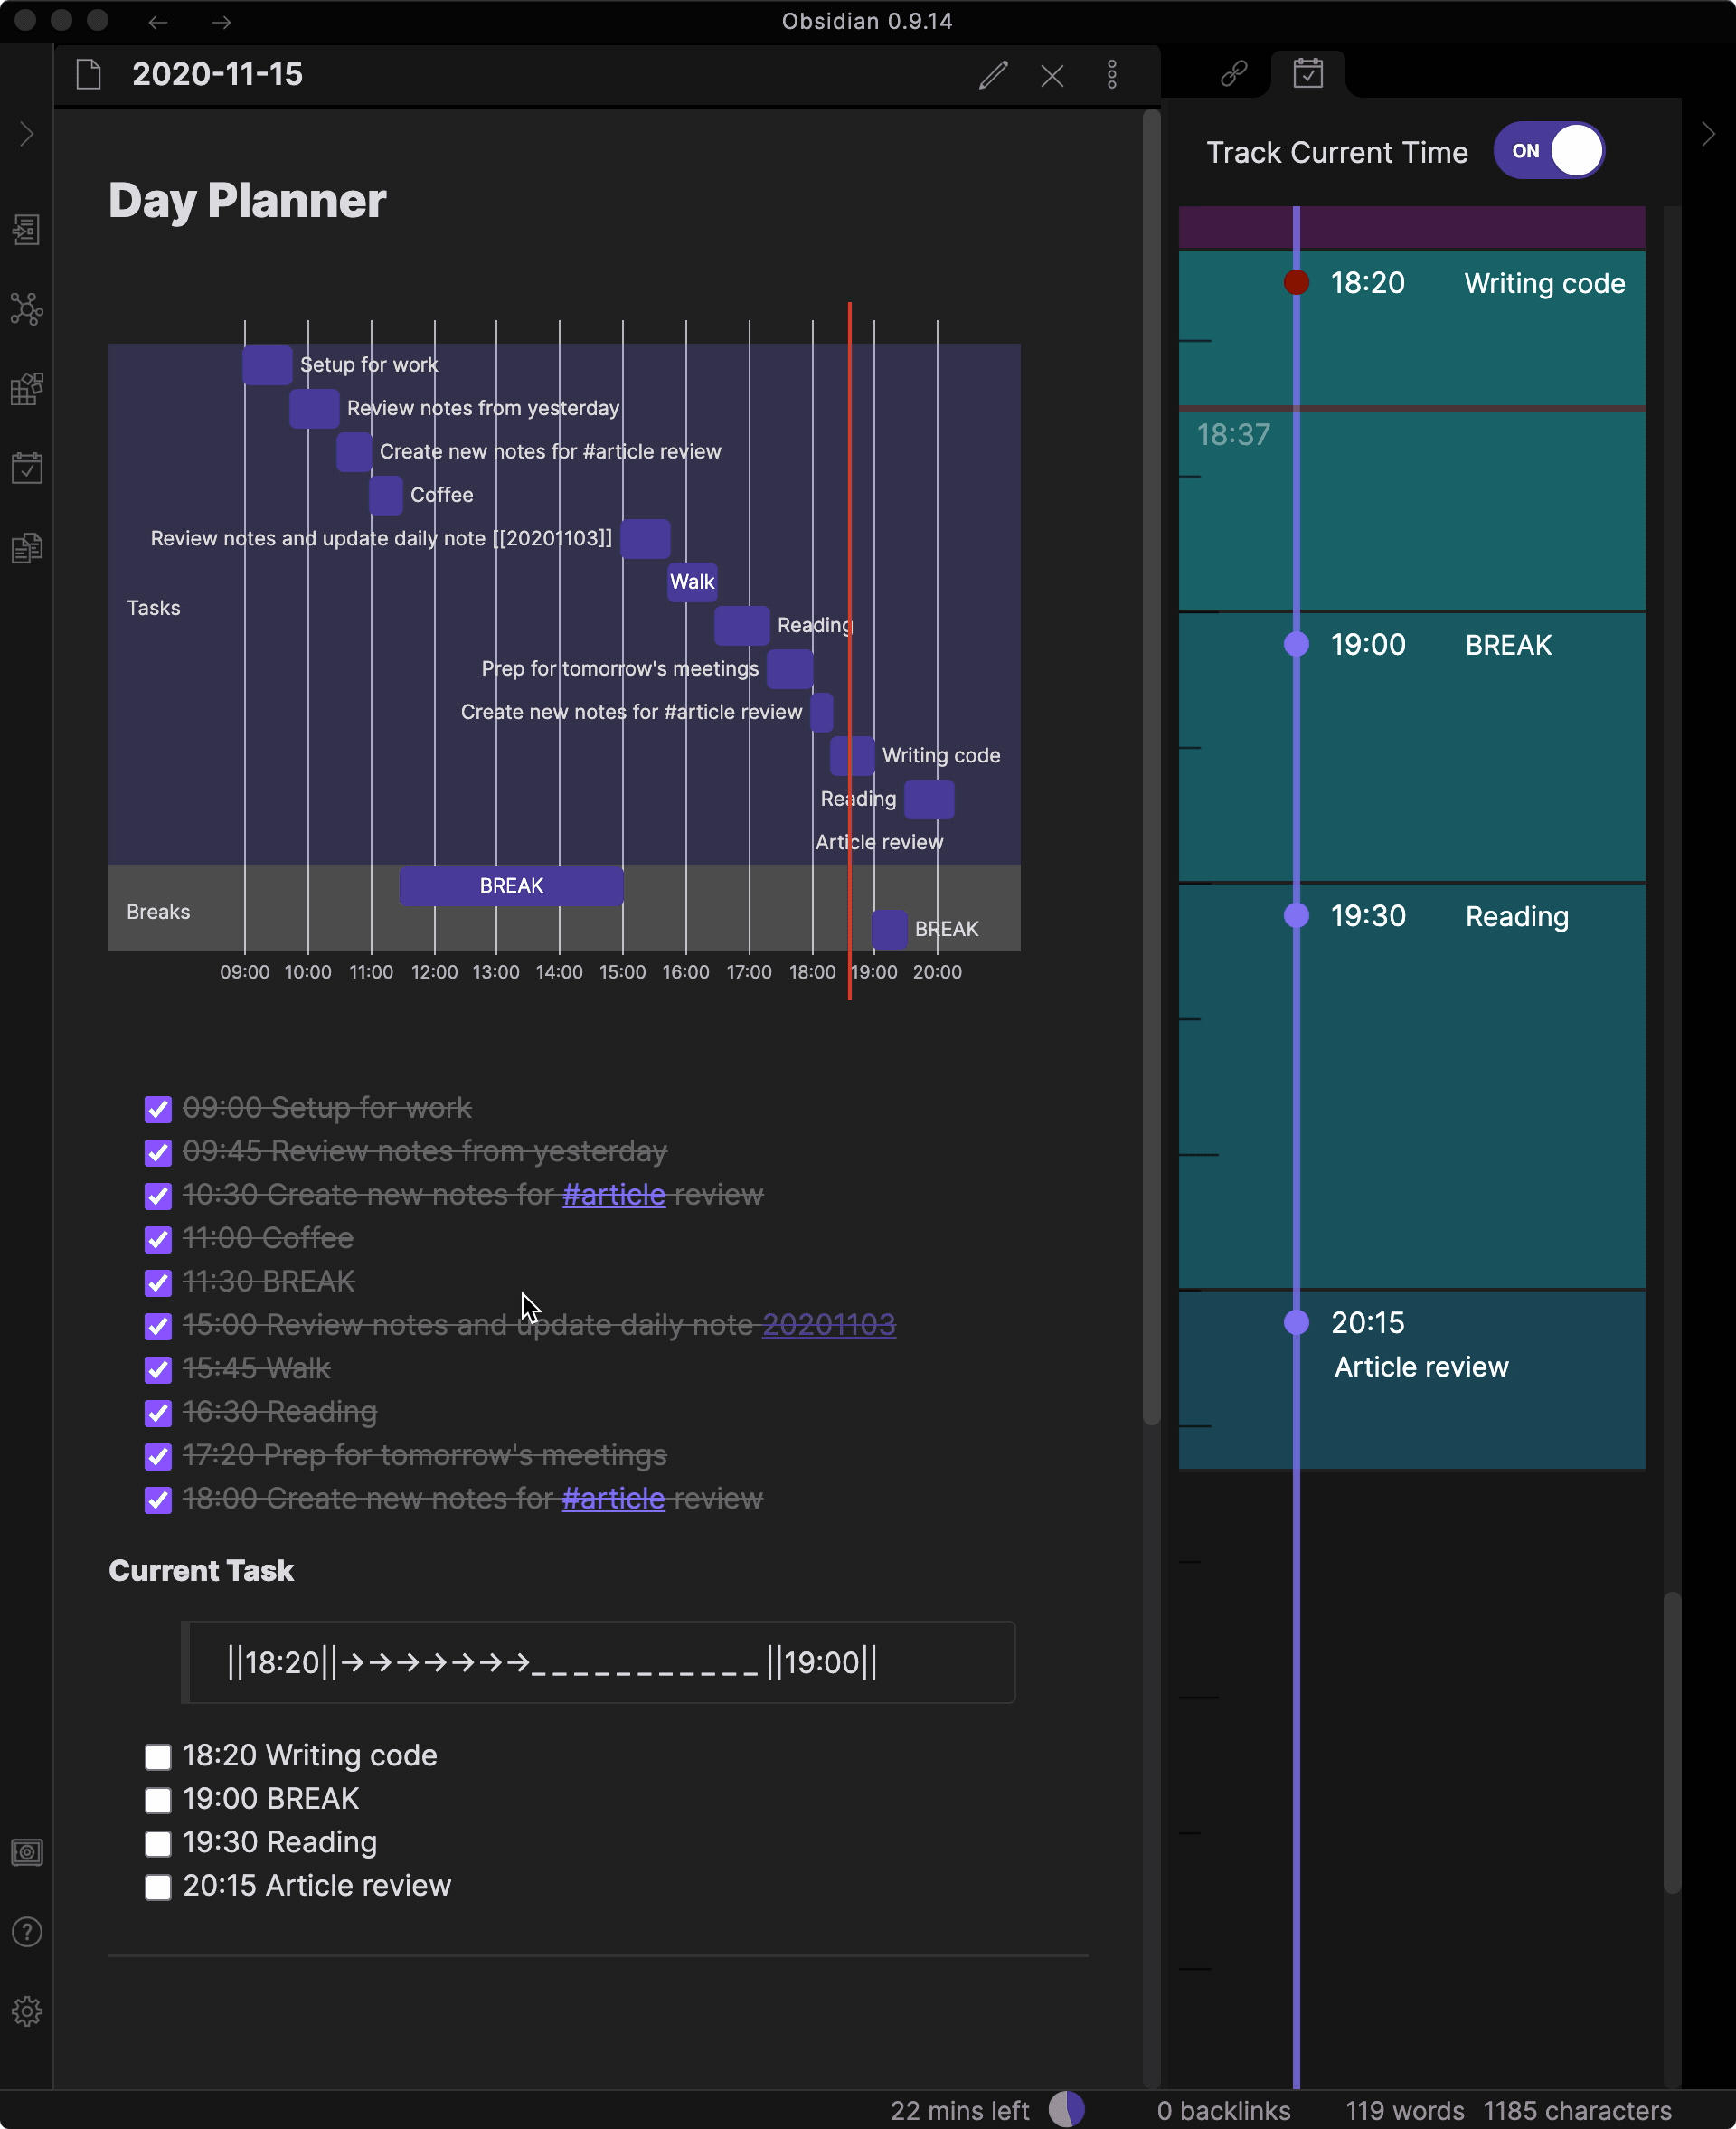 Obsidian 0.9.14
2020-11-15
Day Planner
Setup for work
Review notes from yesterday
Create new notes for #article review
Coffee
Review notes and update daily note [[20201103]]
Walk
Tasks
Reading
Prep for tomorrow's meetings
Create new notes for #article review
Writing code
Reading
Article review
BREAK
Breaks
BREAK
09:00 10:00 11:00 12:00 13:00 14:00 15:00 16:00 17:00 18:00 19:00 20:00
09:00 Setup for work
09:45 Review notes from yesterday
10:30 Create new notes for #article review
11:00 Coffee
11:30 BREAK
15:00 Review notes and update daily note 20201103
15:45 Walk
16:30 Reading
17:20 Prep for tomorrow's meetings
18:00 Create new notes for #article review
Current Task
||18:20||→→→→→→→___________||19:00||
18:20 Writing code
19:00 BREAK
19:30 Reading
20:15 Article review
Track Current Time ON
18:20 Writing code
18:37
19:00 BREAK
19:30 Reading
20:15
Article review
22 mins left 0 backlinks 119 words 1185 characters